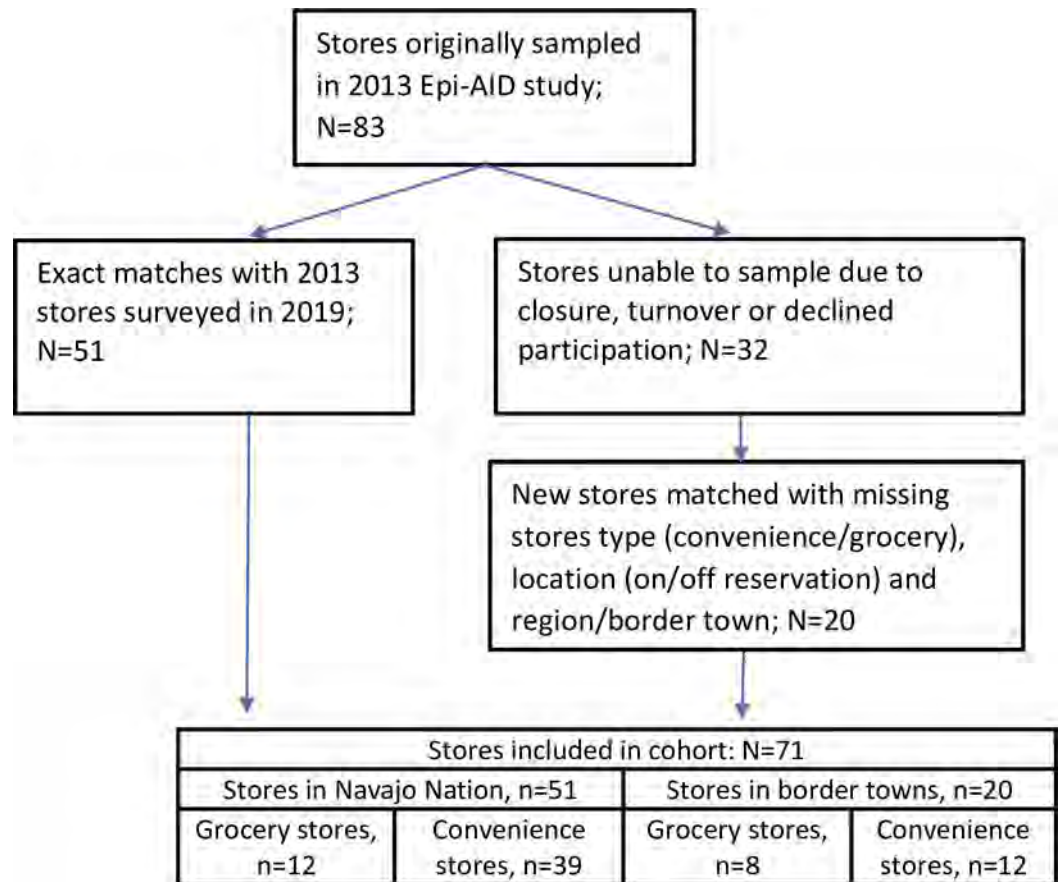 Stores originally sampled
in 2013 Epi-AID study;
N=83
Exact matches with 2013
stores surveyed in 2019;
N=51
Stores unable to sample due to
closure, turnover or declined
participation; N=32
New stores matched with missing
stores type (convenience/grocery),
location (on/off reservation) and
region/border town; N=20
Stores included in cohort: N=71
Stores in Navajo Nation, n=51
Stores in border towns, n=20
Grocery stores,
n=12
Convenience
stores, n=39
Grocery stores,
n=8
Convenience
stores, n=12